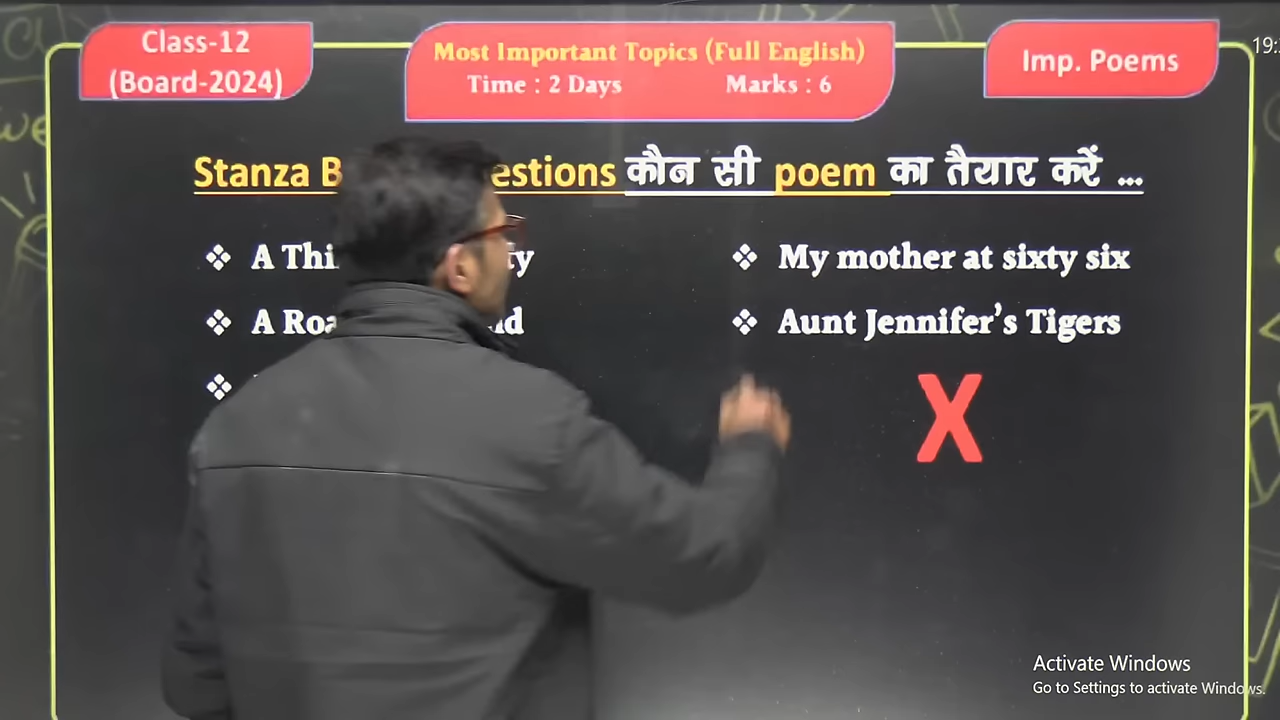 Class-12
(Board-2024)
Most Important Topics (Full English)
Time : 2 Days Marks : 6
Imp. Poems
19:
Stanza B estions कौन सी poem का तैयार करें ...
❖ A Thi ty
❖ My mother at sixty six
❖ A Roa nd
❖ Aunt Jennifer's Tigers
❖
X
Activate Windows
Go to Settings to activate Windows.